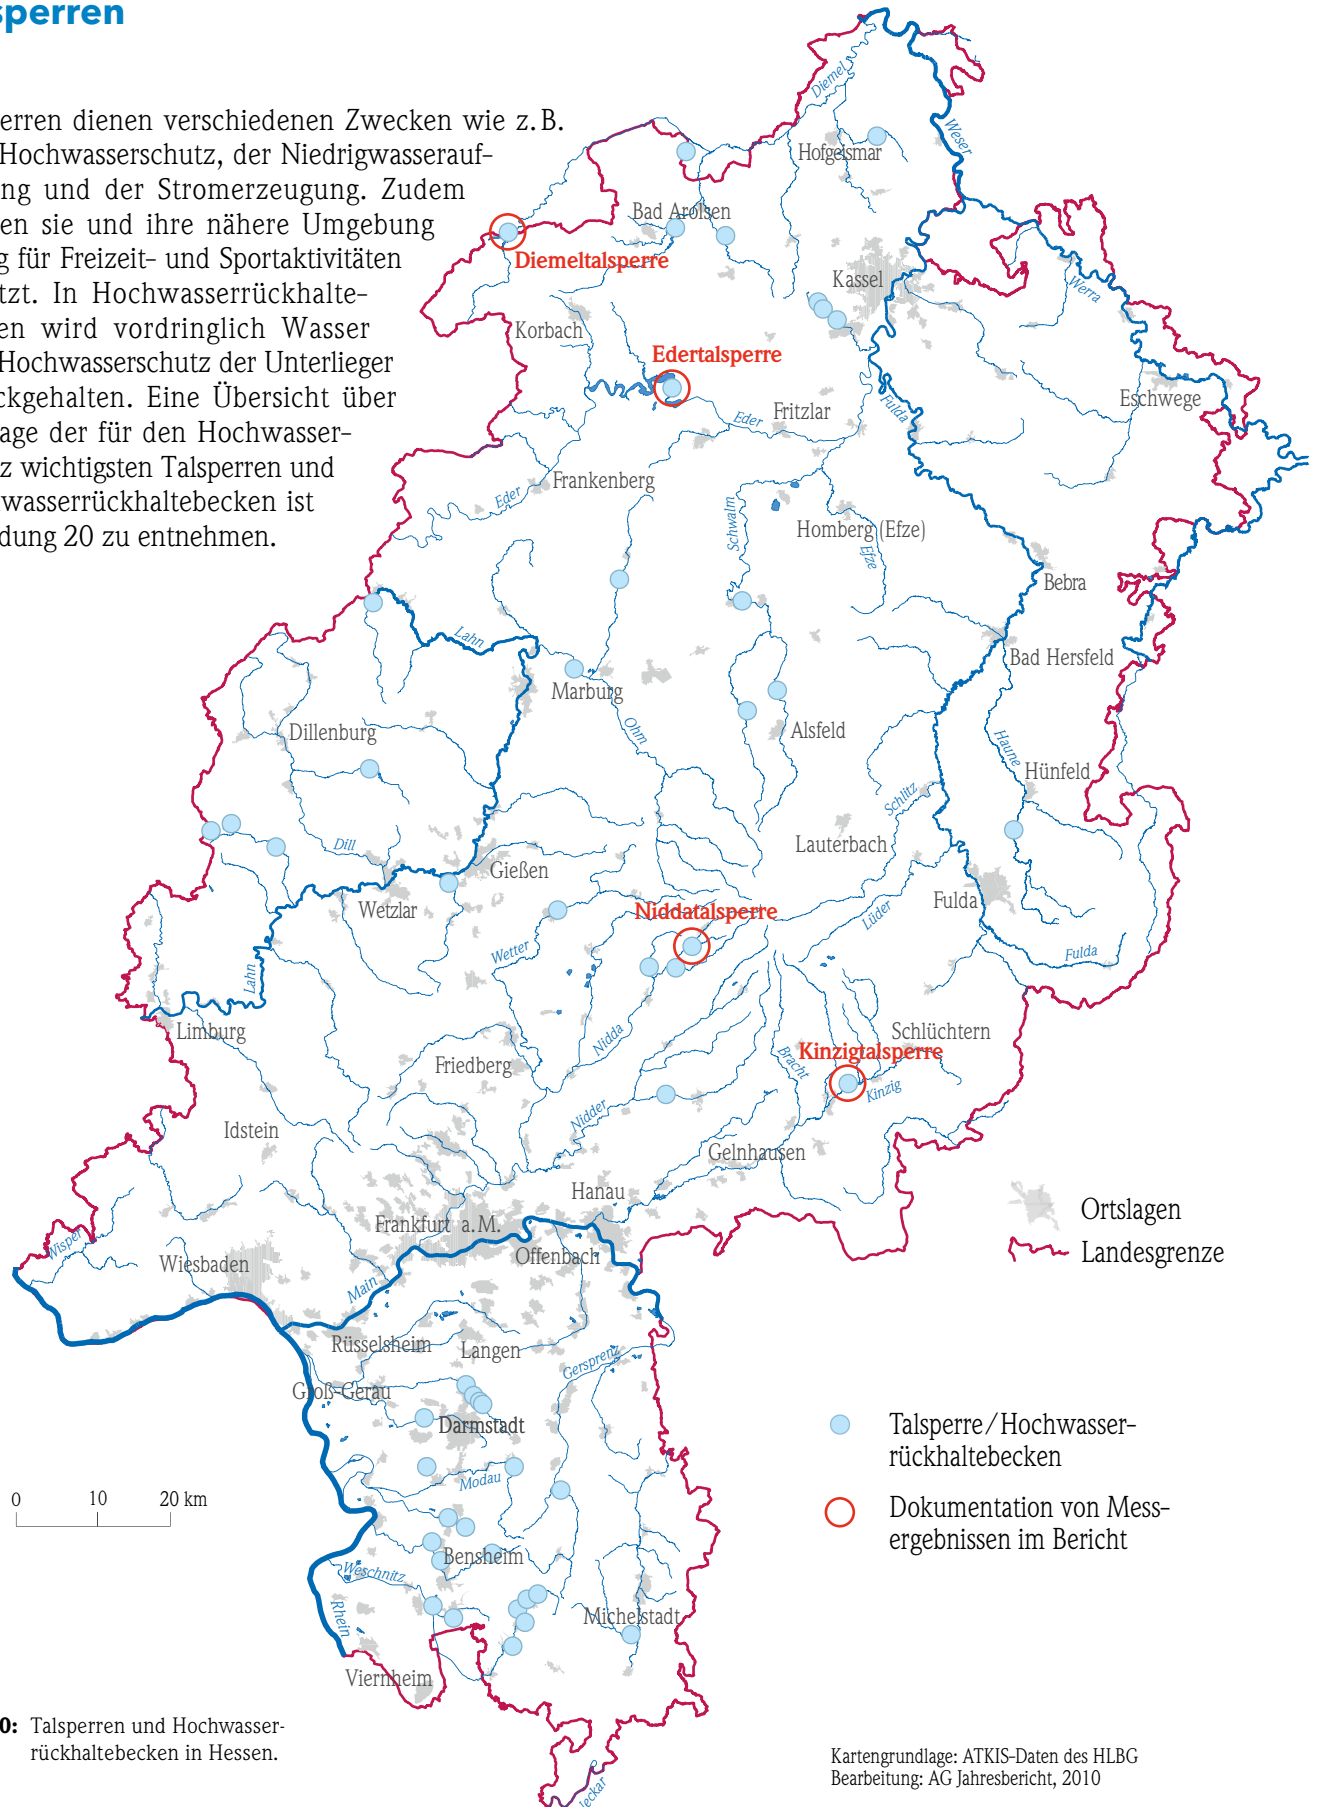 sperren
erren dienen verschiedenen Zwecken wie z. B.
Hochwasserschutz, der Niedrigwasserauf-
ng und der Stromerzeugung. Zudem
en sie und ihre nähere Umgebung
g für Freizeit- und Sportaktivitäten
tzt. In Hochwasserrückhalte-
en wird vordringlich Wasser
Hochwasserschutz der Unterlieger
ckgehalten. Eine Übersicht über
age der für den Hochwasser-
z wichtigsten Talsperren und
wasserrückhaltebecken ist
dung 20 zu entnehmen.
Diemel
Weser
Hofgeismar
Bad Arolsen
Diemeltalsperre
Kassel
Werra
Korbach
Edertalsperre
Eschwege
Eder
Fritzlar
Fulda
Frankenberg
Eder
Schwalm
Homberg (Efze)
Efze
Bebra
Lahn
Bad Hersfeld
Marburg
Ohm
Dillenburg
Alsfeld
Haune
Hünfeld
Schlitz
Dill
Lauterbach
Gießen
Fulda
Wetzlar
Niddatalsperre
Lüder
Wetter
Fulda
Lahn
Limburg
Schlüchtern
Nidda
Friedberg
Bracht
Kinzigtalsperre
Kinzig
Nidder
Idstein
Gelnhausen
Hanau
Frankfurt a. M.
Wisper
Wiesbaden
Offenbach
Main
Ortslagen
Landesgrenze
Rüsselsheim
Langen
Gersprenz
Groß-Gerau
Darmstadt
Modau
Talsperre / Hochwasser-
rückhaltebecken
0 10 20 km
Dokumentation von Mess-
ergebnissen im Bericht
Bensheim
Weschnitz
Rhein
Michelstadt
Viernheim
0: Talsperren und Hochwasser-
rückhaltebecken in Hessen.
Kartengrundlage: ATKIS-Daten des HLBG
Bearbeitung: AG Jahresbericht, 2010
eckar